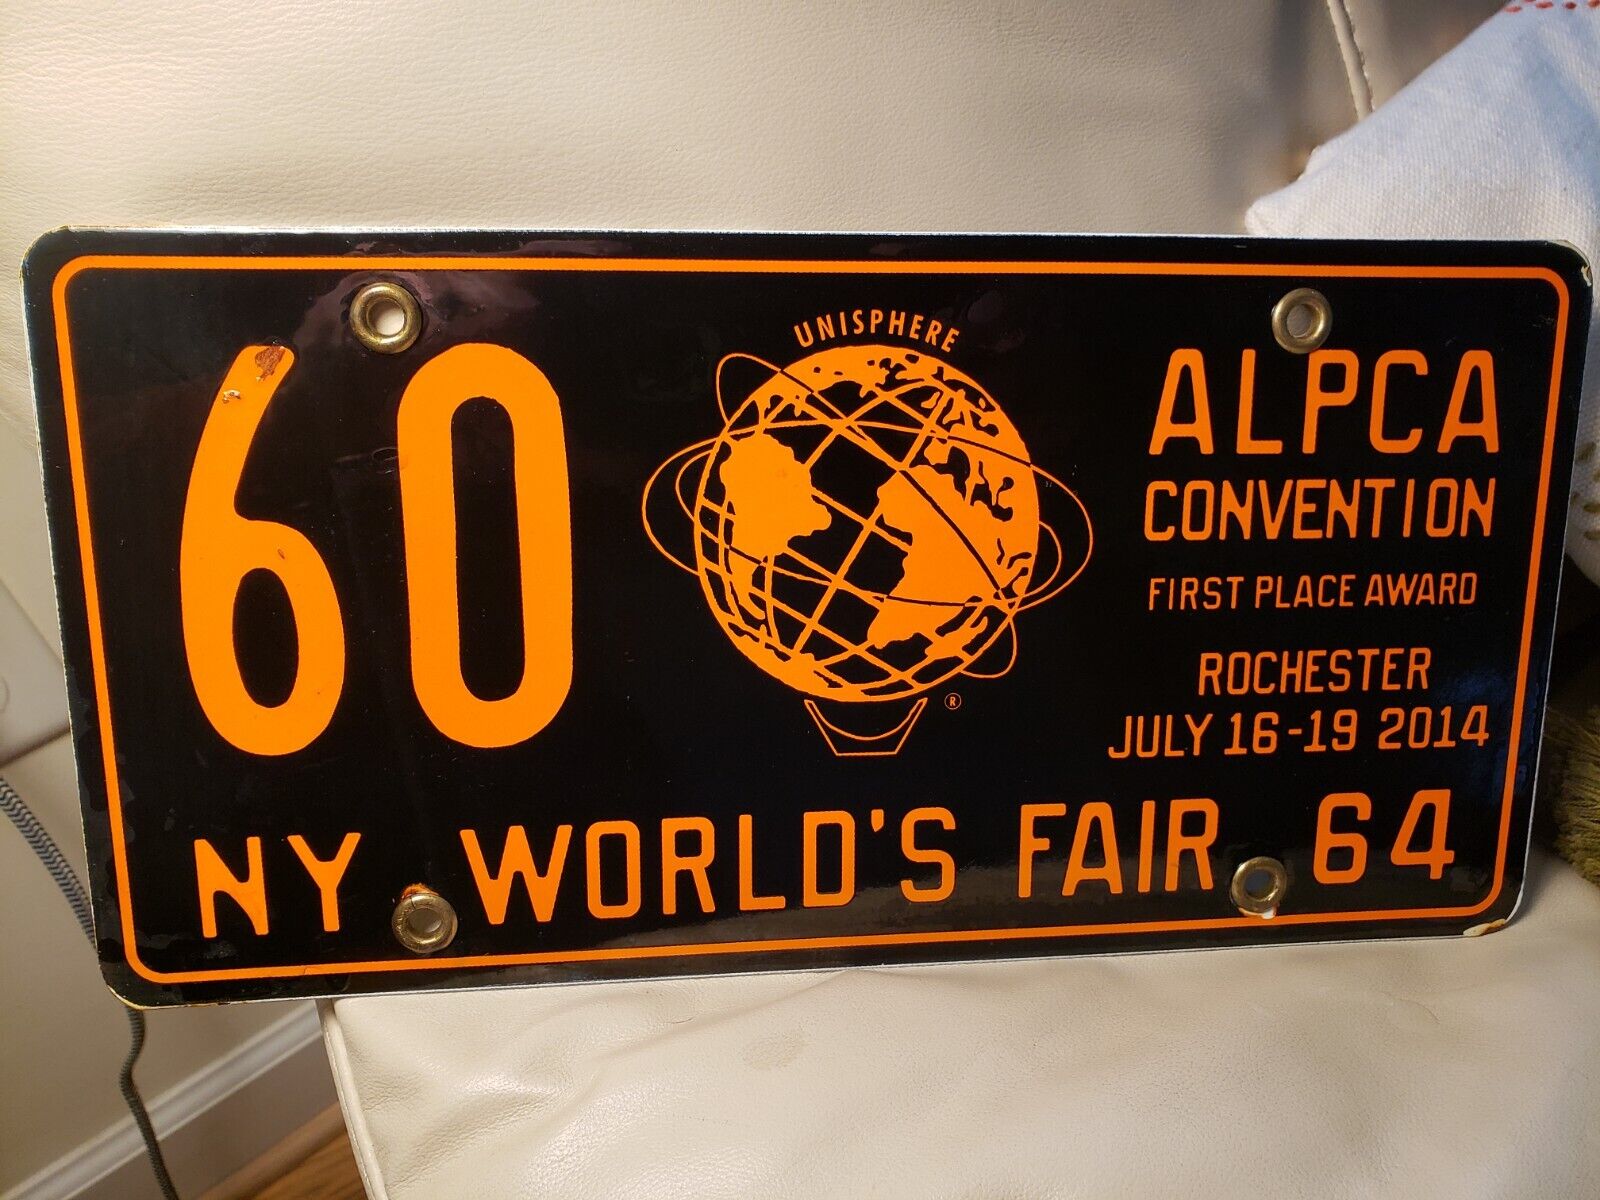 60
UNISPHERE
®
ALPCA
CONVENTION
FIRST PLACE AWARD
ROCHESTER
JULY 16-19 2014
NY WORLD'S FAIR 64